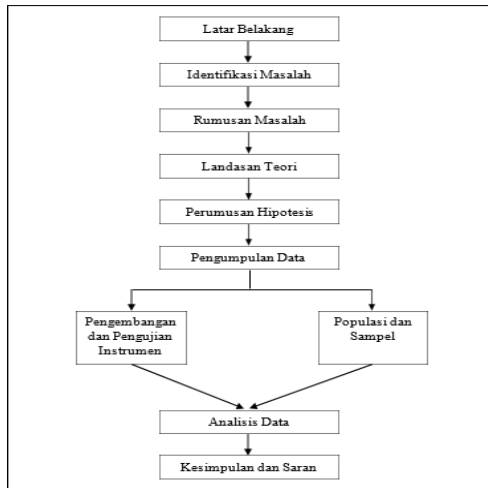 Latar Belakang
Identifikasi Masalah
Rumusan Masalah
Landasan Teori
Perumusan Hipotesis
Pengumpulan Data
Pengembangan
dan Pengujian
Instrumen
Populasi dan
Sampel
Analisis Data
Kesimpulan dan Saran